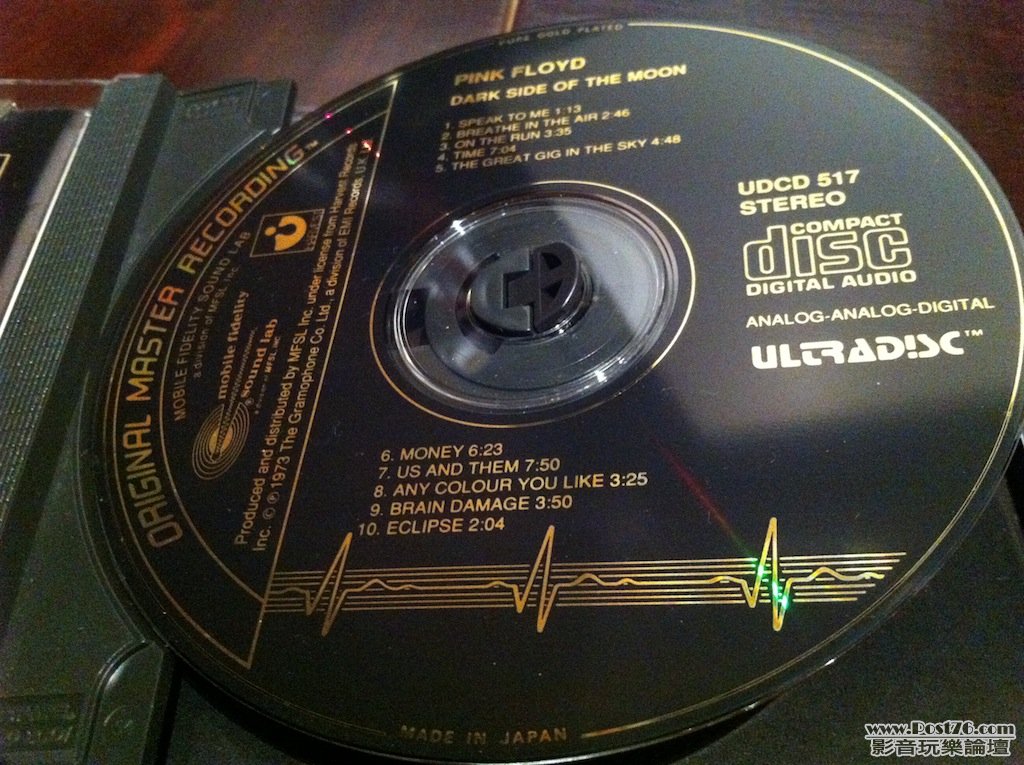 PURE GOLD PLATED
PINK FLOYD
DARK SIDE OF THE MOON
1. SPEAK TO ME 1:13
2. BREATHE IN THE AIR 2:46
3. ON THE RUN 3:35
4. TIME 7:04
5. THE GREAT GIG IN THE SKY 4:48
UDCD 517
STEREO
COMPACT
disc
DIGITAL AUDIO
ANALOG-ANALOG-DIGITAL
ULTRADISC™
ORIGINAL MASTER RECORDING™
MOBILE FIDELITY SOUND LAB
a division of MFSL, Inc.
mobile fidelity
sound lab
Produced and distributed by MFSL, Inc. under license from Harvest Records
Inc. © ℗ 1973 The Gramophone Co. Ltd., a division of EMI Records U.K.
6. MONEY 6:23
7. US AND THEM 7:50
8. ANY COLOUR YOU LIKE 3:25
9. BRAIN DAMAGE 3:50
10. ECLIPSE 2:04
MADE IN JAPAN
www.Post76.com
影音玩樂論壇